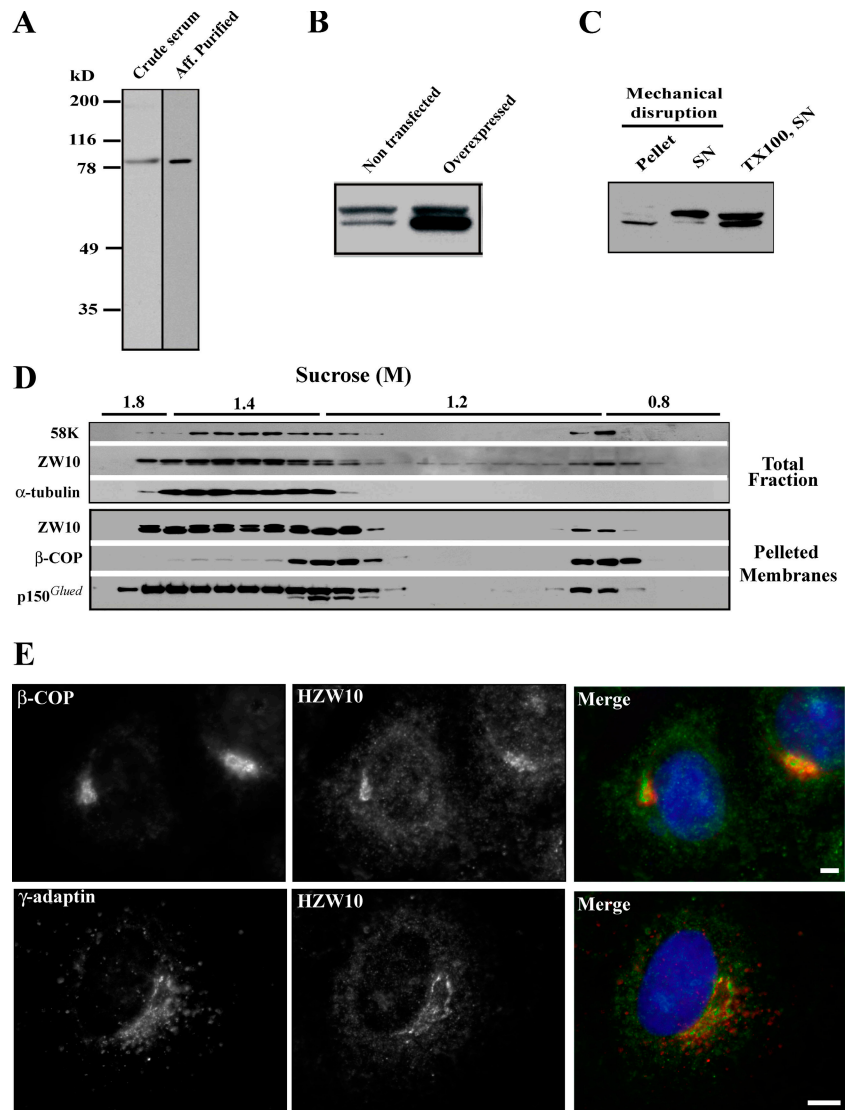 A
Crude serum
Aff. Purified
kD
200
116
78
49
35
B
Non transfected
Overexpressed
C
Mechanical
disruption
Pellet
SN
TX100, SN
D
Sucrose (M)
1.8
1.4
1.2
0.8
58K
ZW10
α-tubulin
Total
Fraction
ZW10
β-COP
p150Glued
Pelleted
Membranes
E
β-COP
HZW10
Merge
γ-adaptin
HZW10
Merge